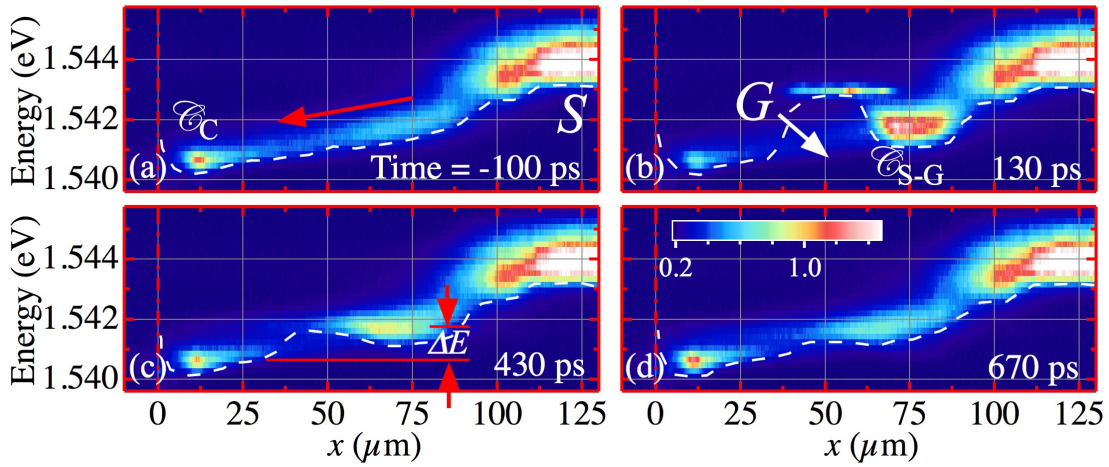 Energy (eV)
1.544
1.542
1.540
𝒞C
S
(a)
Time = -100 ps
G
𝒞S-G
(b)
130 ps
Energy (eV)
1.544
1.542
1.540
ΔE
(c)
430 ps
0.2 1.0
(d)
670 ps
0 25 50 75 100 125
x (μm)
0 25 50 75 100 125
x (μm)